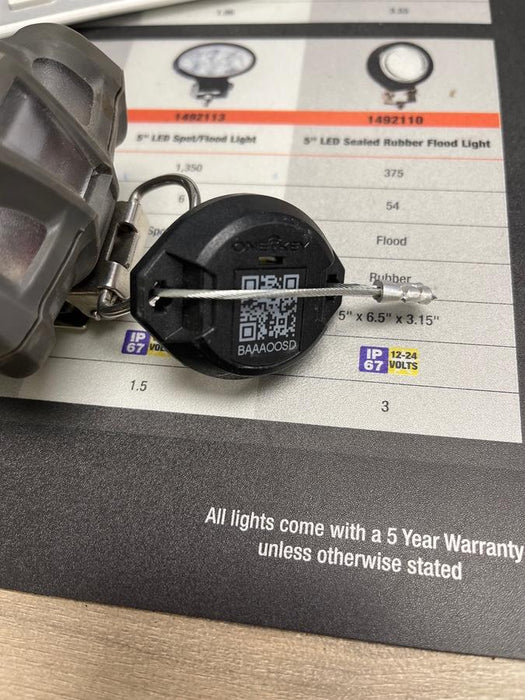 1492113
1492110
5" LED Spot/Flood Light
5" LED Sealed Rubber Flood Light
1,350
375
6
54
Flood
ONE KEY
Rubber
5" x 6.5" x 3.15"
BAAAOOSD
IP
67
VOL
IP
67
12-24
VOLTS
1.5
3
All lights come with a 5 Year Warranty
unless otherwise stated